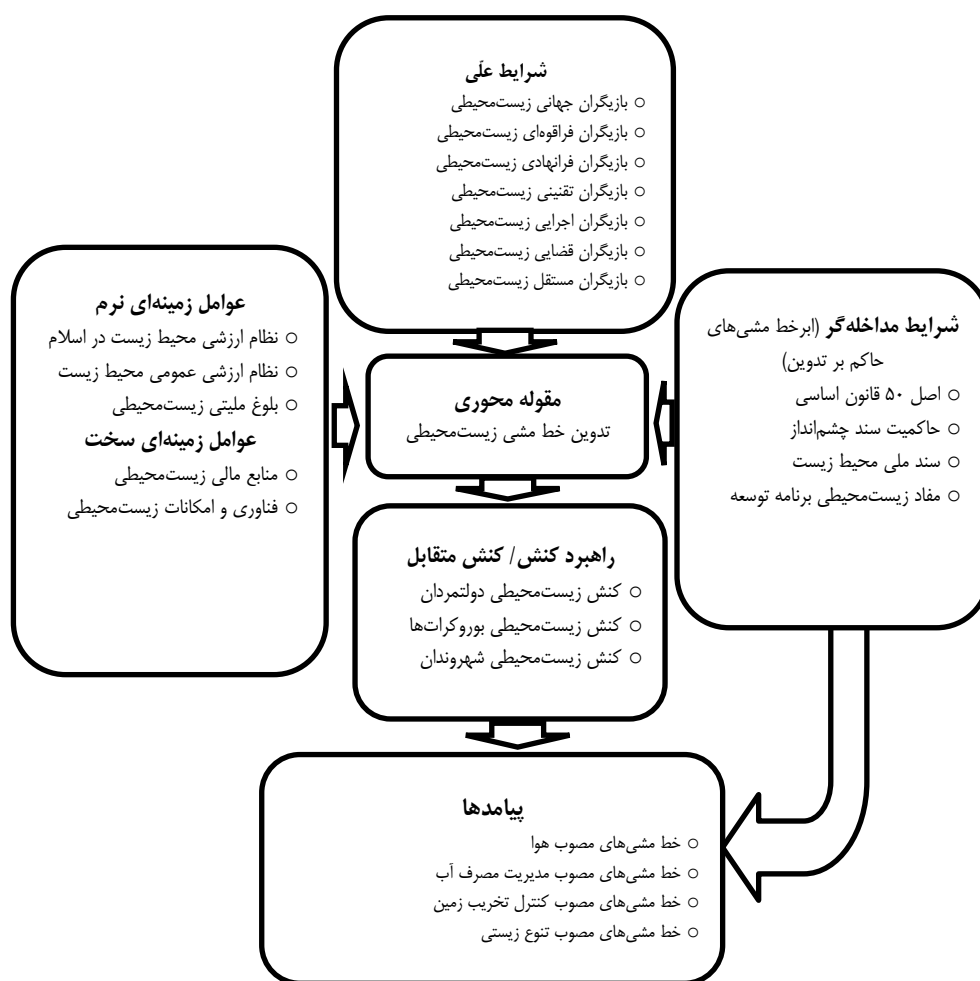 شرایط علّی
○ بازیگران جهانی زیست‌محیطی
○ بازیگران فراقوه‌ای زیست‌محیطی
○ بازیگران فرانهادی زیست‌محیطی
○ بازیگران تقنینی زیست‌محیطی
○ بازیگران اجرایی زیست‌محیطی
○ بازیگران قضایی زیست‌محیطی
○ بازیگران مستقل زیست‌محیطی
شرایط مداخله‌گر (ابرخط مشی‌های
حاکم بر تدوین)
○ اصل ۵۰ قانون اساسی
○ حاکمیت سند چشم‌انداز
○ سند ملی محیط زیست
○ مفاد زیست‌محیطی برنامه توسعه
مقوله محوری
تدوین خط مشی زیست‌محیطی
عوامل زمینه‌ای نرم
○ نظام ارزشی محیط زیست در اسلام
○ نظام ارزشی عمومی محیط زیست
○ بلوغ ملیتی زیست‌محیطی
عوامل زمینه‌ای سخت
○ منابع مالی زیست‌محیطی
○ فناوری و امکانات زیست‌محیطی
راهبرد کنش/ کنش متقابل
○ کنش زیست‌محیطی دولتمردان
○ کنش زیست‌محیطی بوروکرات‌ها
○ کنش زیست‌محیطی شهروندان
پیامدها
○ خط مشی‌های مصوب هوا
○ خط مشی‌های مصوب مدیریت مصرف آب
○ خط مشی‌های مصوب کنترل تخریب زمین
○ خط مشی‌های مصوب تنوع زیستی